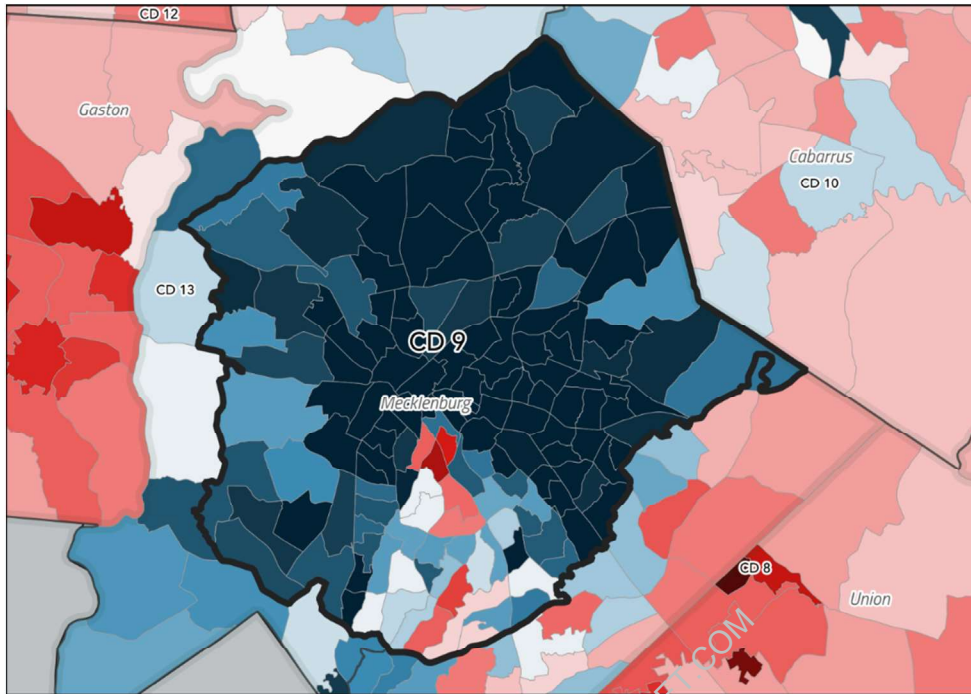 CD 12
Gaston
Cabarrus
CD 10
CD 13
CD 9
Mecklenburg
CD 8
Union